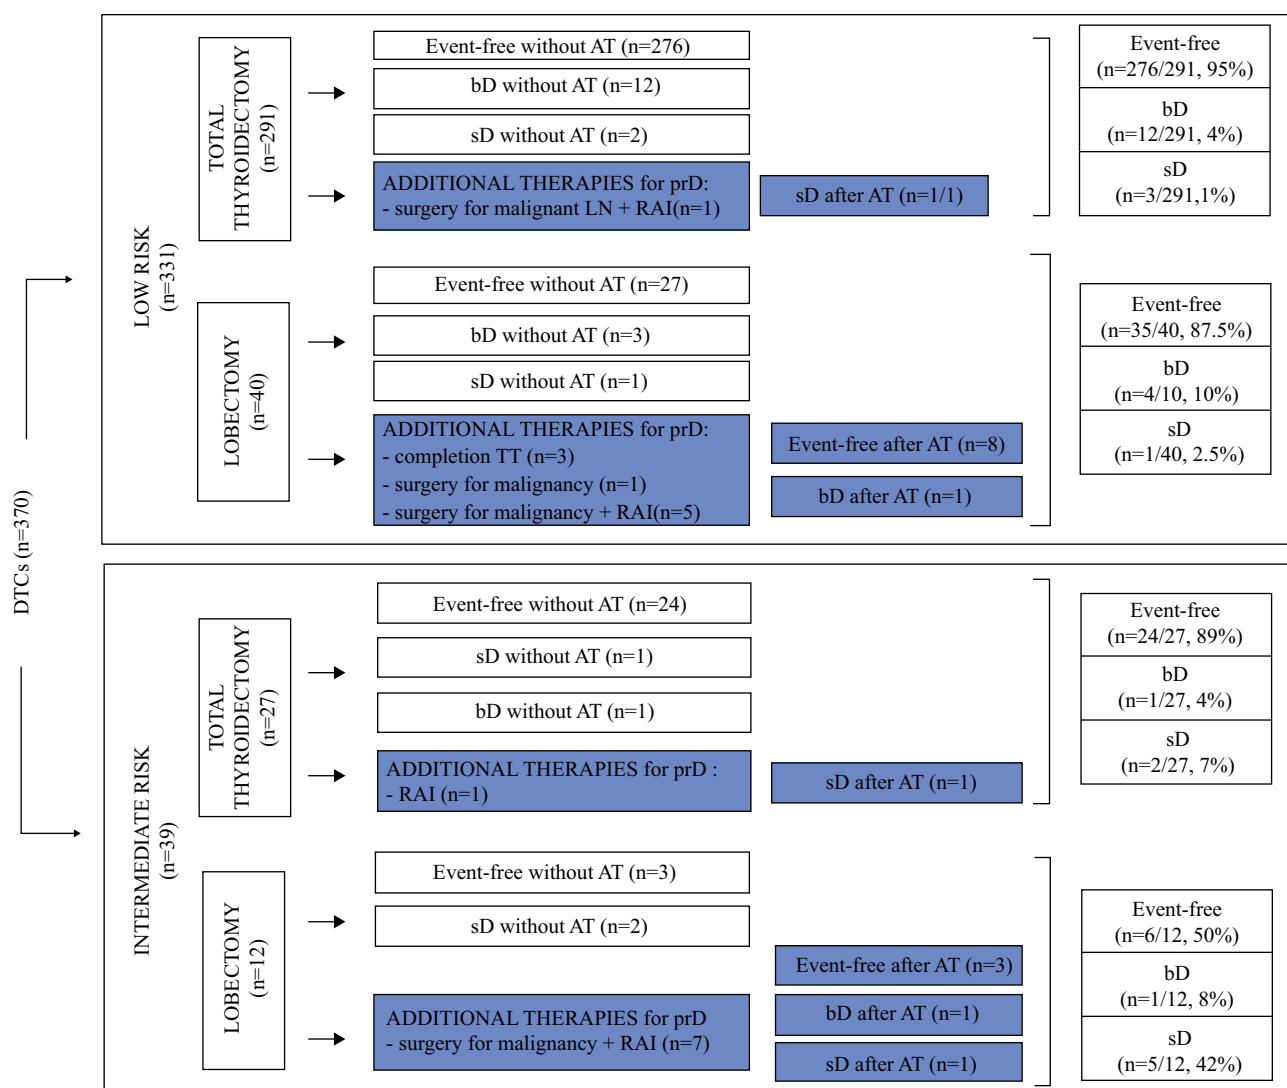 DTCs (n=370)
LOW RISK
(n=331)
TOTAL
THYROIDECTOMY
(n=291)
Event-free without AT (n=276)
bD without AT (n=12)
sD without AT (n=2)
ADDITIONAL THERAPIES for prD:
- surgery for malignant LN + RAI(n=1)
sD after AT (n=1/1)
Event-free
(n=276/291, 95%)
bD
(n=12/291, 4%)
sD
(n=3/291,1%)
LOBECTOMY
(n=40)
Event-free without AT (n=27)
bD without AT (n=3)
sD without AT (n=1)
ADDITIONAL THERAPIES for prD:
- completion TT (n=3)
- surgery for malignancy (n=1)
- surgery for malignancy + RAI(n=5)
Event-free after AT (n=8)
bD after AT (n=1)
Event-free
(n=35/40, 87.5%)
bD
(n=4/10, 10%)
sD
(n=1/40, 2.5%)
INTERMEDIATE RISK
(n=39)
TOTAL
THYROIDECTOMY
(n=27)
Event-free without AT (n=24)
sD without AT (n=1)
bD without AT (n=1)
ADDITIONAL THERAPIES for prD :
- RAI (n=1)
sD after AT (n=1)
Event-free
(n=24/27, 89%)
bD
(n=1/27, 4%)
sD
(n=2/27, 7%)
LOBECTOMY
(n=12)
Event-free without AT (n=3)
sD without AT (n=2)
ADDITIONAL THERAPIES for prD
- surgery for malignancy + RAI (n=7)
Event-free after AT (n=3)
bD after AT (n=1)
sD after AT (n=1)
Event-free
(n=6/12, 50%)
bD
(n=1/12, 8%)
sD
(n=5/12, 42%)